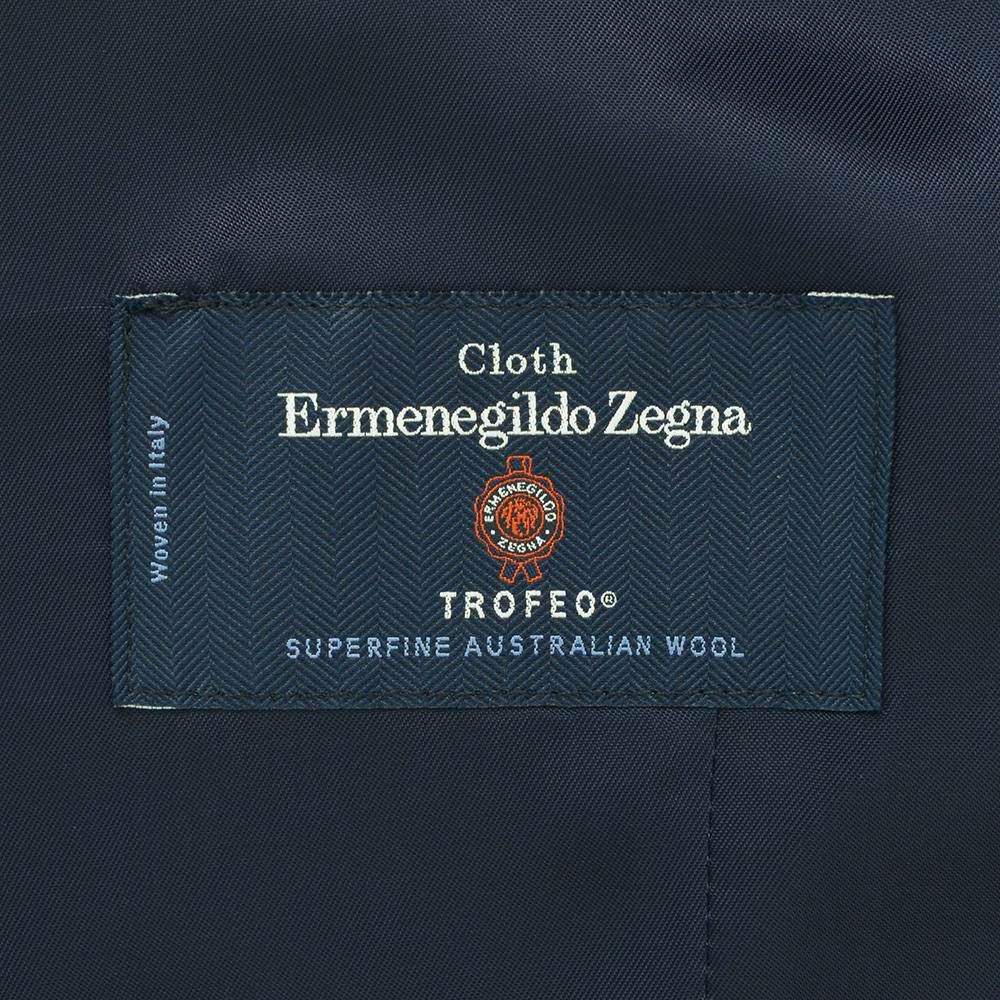 Cloth
Ermenegildo Zegna
Woven in Italy
ERMENEGILDO
ZEGNA
TROFEO®
SUPERFINE AUSTRALIAN WOOL